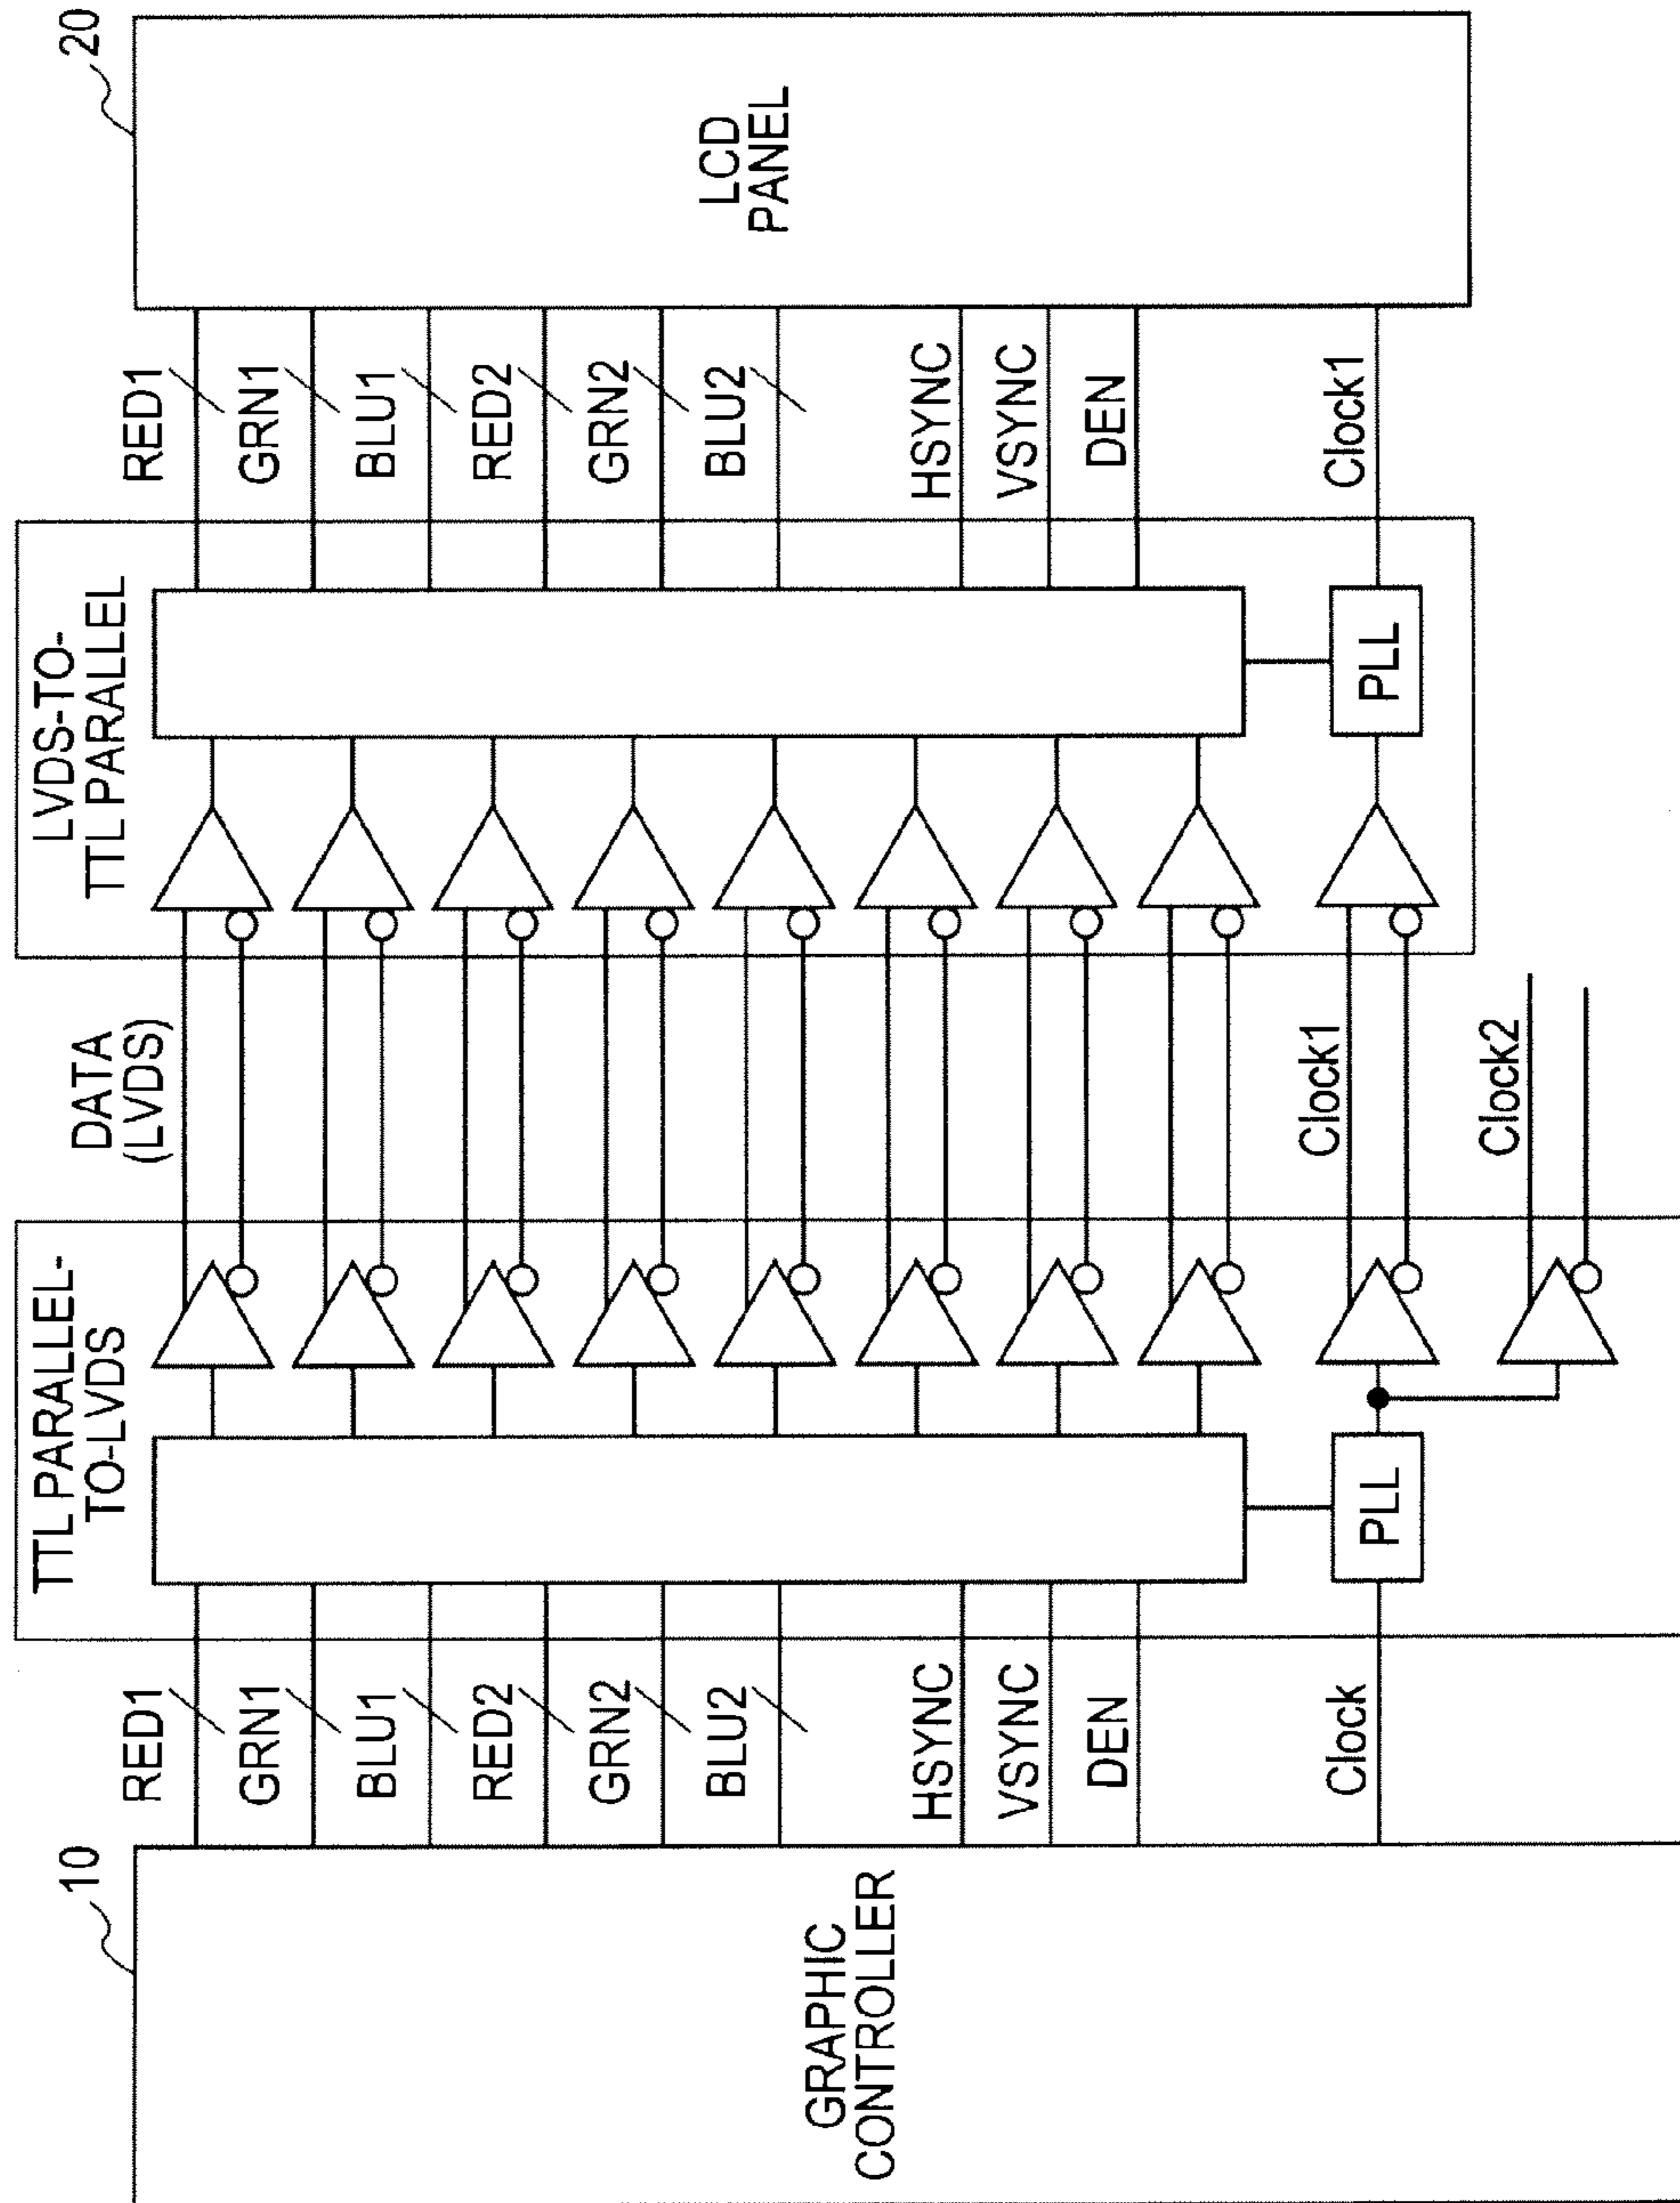 10
GRAPHIC
CONTROLLER
RED1
GRN1
BLU1
RED2
GRN2
BLU2
HSYNC
VSYNC
DEN
Clock
TTL PARALLEL-
TO-LVDS
PLL
DATA
(LVDS)
Clock1
Clock2
LVDS-TO-
TTL PARALLEL
PLL
RED1
GRN1
BLU1
RED2
GRN2
BLU2
HSYNC
VSYNC
DEN
Clock1
20
LCD
PANEL